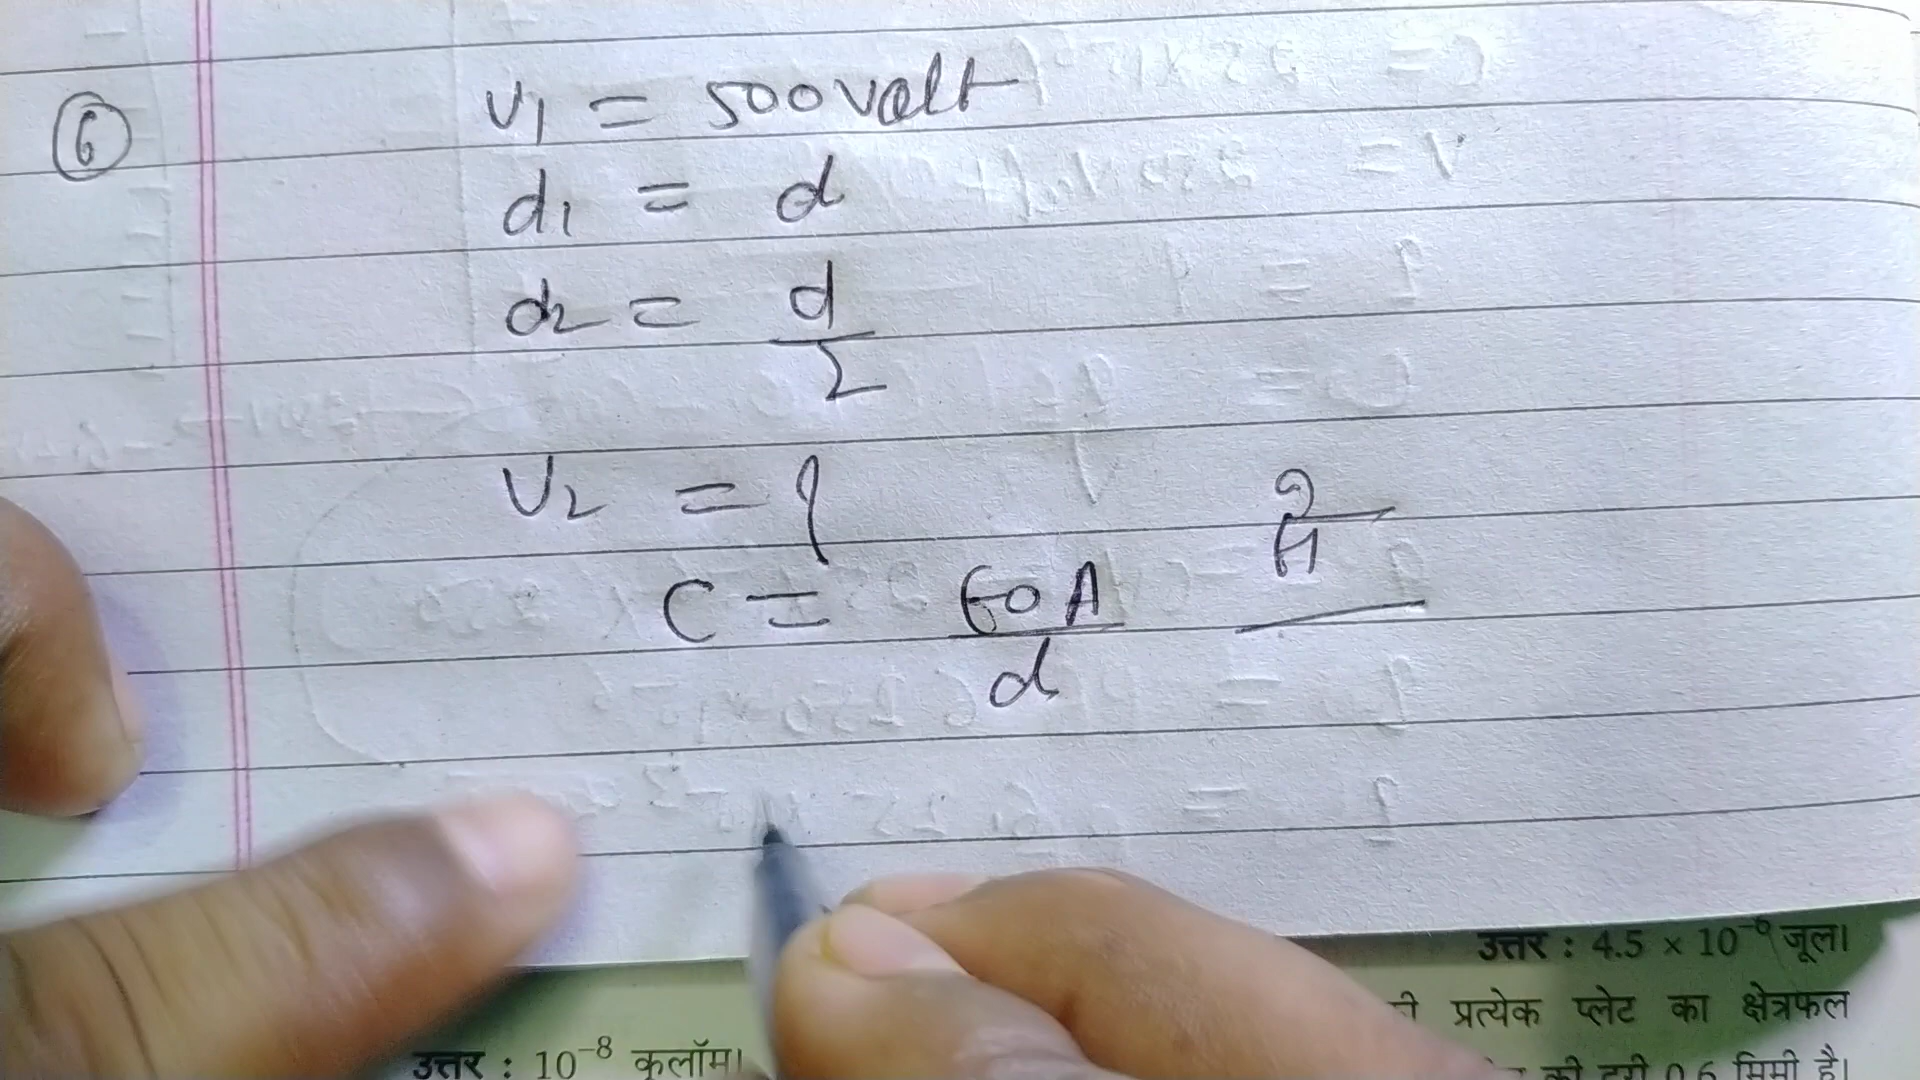 6
V1 = 500 volt
d1 = d
d2 = d/2
V2 = ?
C = ϵ0A/d से
उत्तर : 4.5 × 10⁻⁶ जूल।
प्रत्येक प्लेट का क्षेत्रफल
उत्तर : 10⁻⁸ कूलॉम।
की दूरी 0.6 मिमी है।